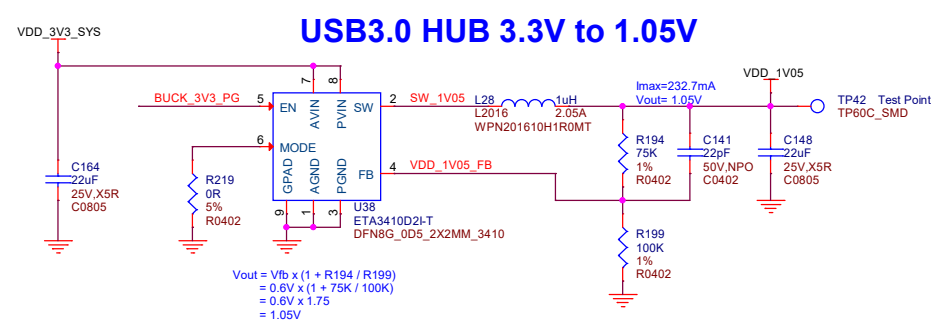 USB3.0 HUB 3.3V to 1.05V
VDD_3V3_SYS
VDD_1V05
7
8
BUCK_3V3_PG
5
EN
AVIN
PVIN
SW
2
SW_1V05
L28
1uH
L2016
2.05A
WPN201610H1R0MT
Imax=232.7mA
Vout= 1.05V
TP42
Test Point
TP60C_SMD
6
MODE
GPAD
AGND
PGND
FB
4
VDD_1V05_FB
9
1
3
U38
ETA3410D2I-T
DFN8G_0D5_2X2MM_3410
C164
22uF
25V,X5R
C0805
R219
0R
5%
R0402
R194
75K
1%
R0402
C141
22pF
50V,NPO
C0402
C148
22uF
25V,X5R
C0805
R199
100K
1%
R0402
Vout = Vfb x (1 + R194 / R199)
= 0.6V x (1 + 75K / 100K)
= 0.6V x 1.75
= 1.05V